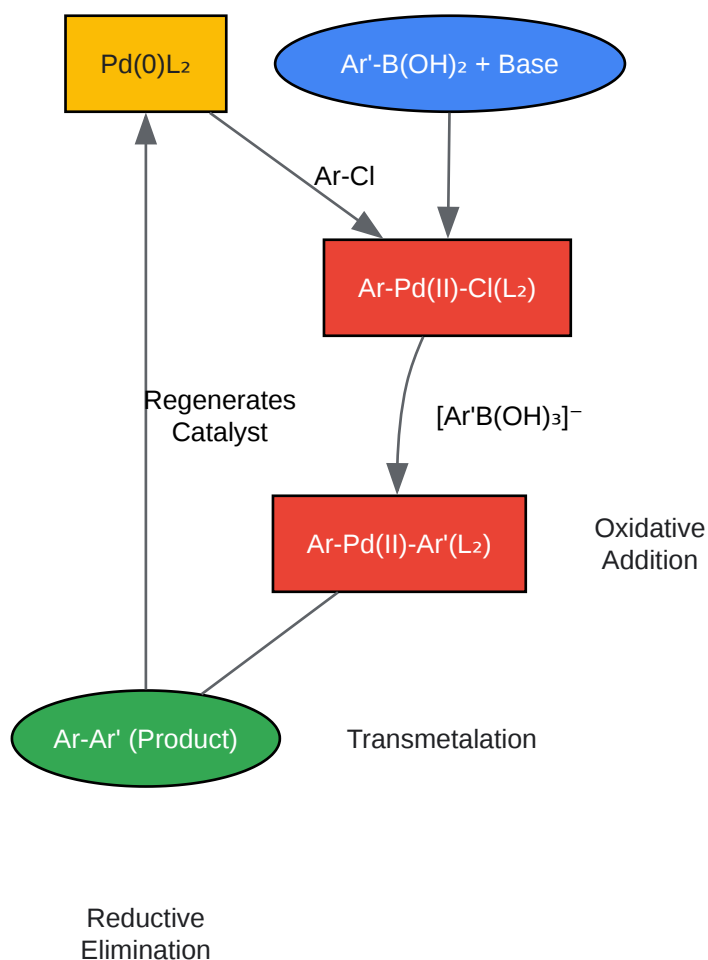 Pd(0)L₂
Ar'-B(OH)₂ + Base
Ar-Cl
Ar-Pd(II)-Cl(L₂)
Regenerates
Catalyst
[Ar'B(OH)₃]⁻
Ar-Pd(II)-Ar'(L₂)
Oxidative
Addition
Ar-Ar' (Product)
Transmetalation
Reductive
Elimination